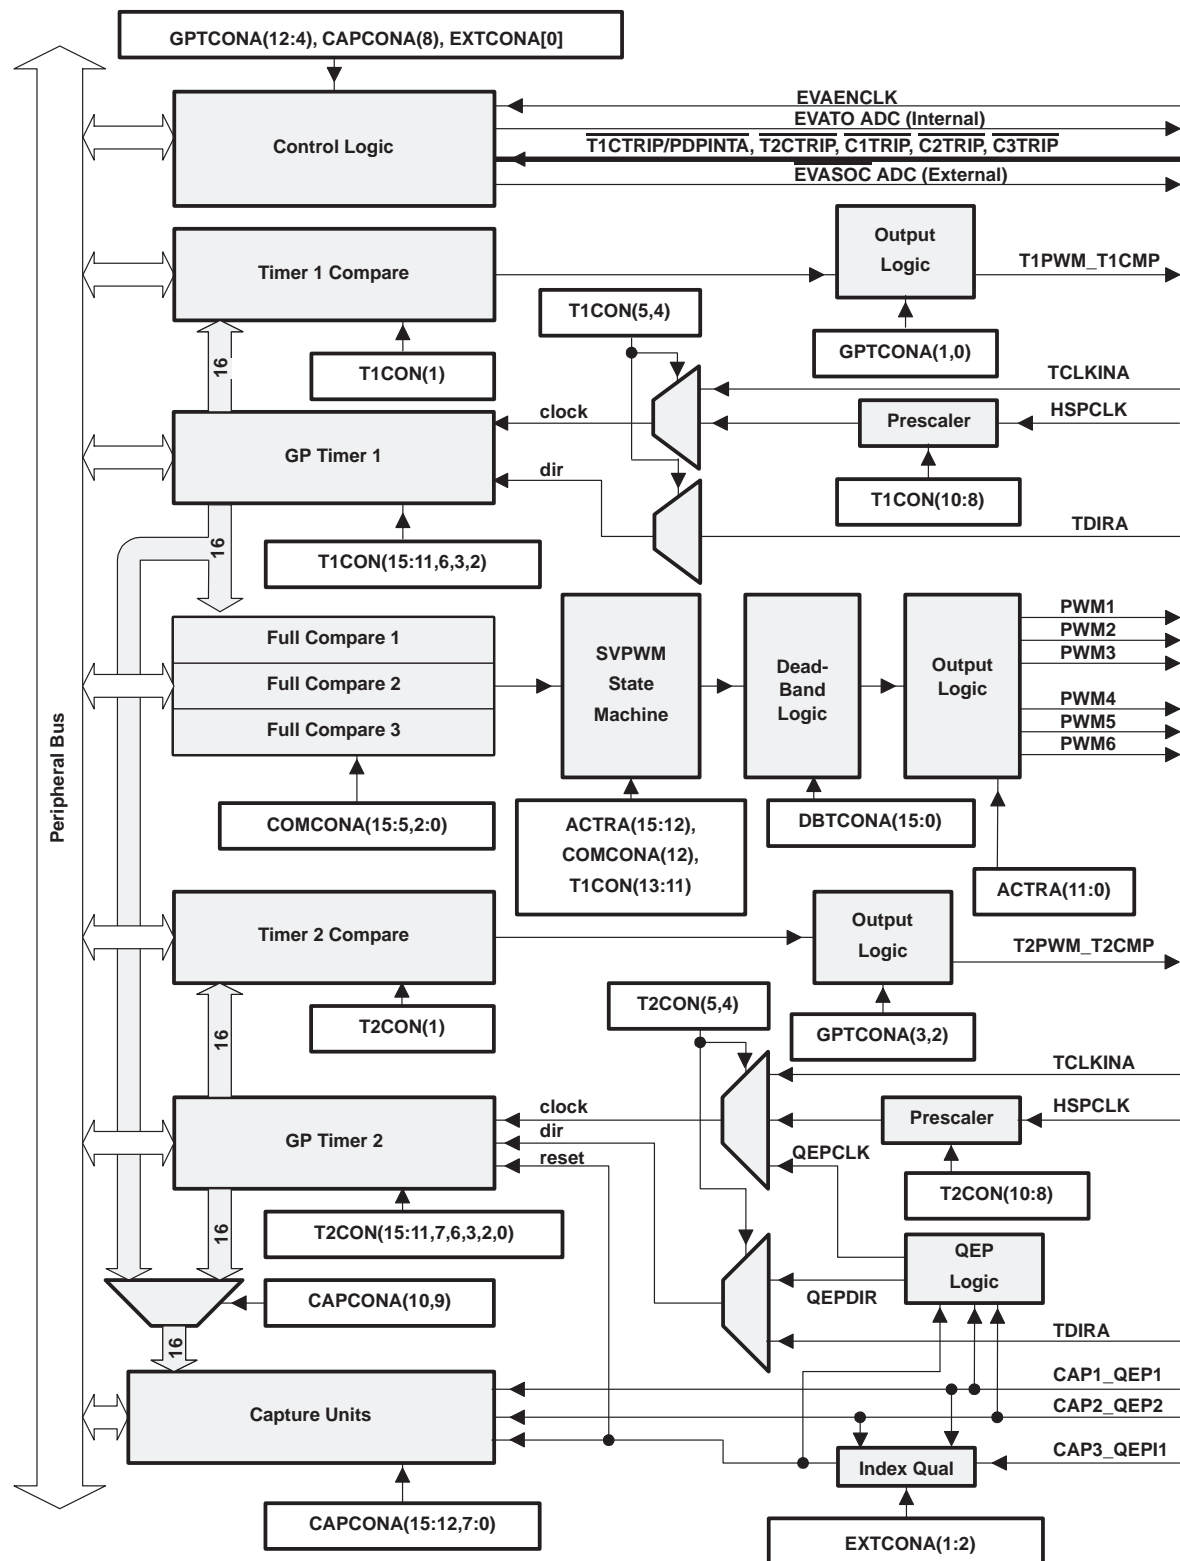 GPTCONA(12:4), CAPCONA(8), EXTCONA[0]
EVAENCLK
EVATO ADC (Internal)
Control Logic
T1CTRIP/PDPINTA, T2CTRIP, C1TRIP, C2TRIP, C3TRIP
EVASOC ADC (External)
Timer 1 Compare
Output
Logic
T1PWM_T1CMP
T1CON(5,4)
GPTCONA(1,0)
16
T1CON(1)
TCLKINA
clock
Prescaler
HSPCLK
GP Timer 1
dir
T1CON(10:8)
TDIRA
16
T1CON(15:11,6,3,2)
Full Compare 1
Full Compare 2
Full Compare 3
SVPWM
State
Machine
Dead-
Band
Logic
Output
Logic
PWM1
PWM2
PWM3
PWM4
PWM5
PWM6
Peripheral Bus
COMCONA(15:5,2:0)
ACTRA(15:12),
COMCONA(12),
T1CON(13:11)
DBTCONA(15:0)
ACTRA(11:0)
Timer 2 Compare
Output
Logic
T2PWM_T2CMP
T2CON(5,4)
GPTCONA(3,2)
16
T2CON(1)
TCLKINA
clock
Prescaler
HSPCLK
GP Timer 2
dir
reset
QEPCLK
T2CON(10:8)
16
T2CON(15:11,7,6,3,2,0)
QEP
Logic
CAPCONA(10,9)
QEPDIR
TDIRA
16
CAP1_QEP1
Capture Units
CAP2_QEP2
Index Qual
CAP3_QEPI1
CAPCONA(15:12,7:0)
EXTCONA(1:2)